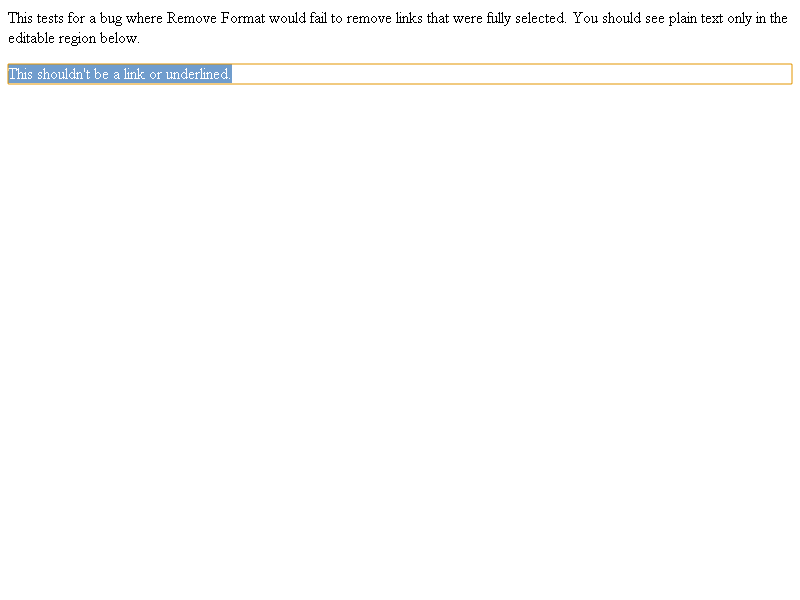 This tests for a bug where Remove Format would fail to remove links that were fully selected. You should see plain text only in the
editable region below.
This shouldn't be a link or underlined.